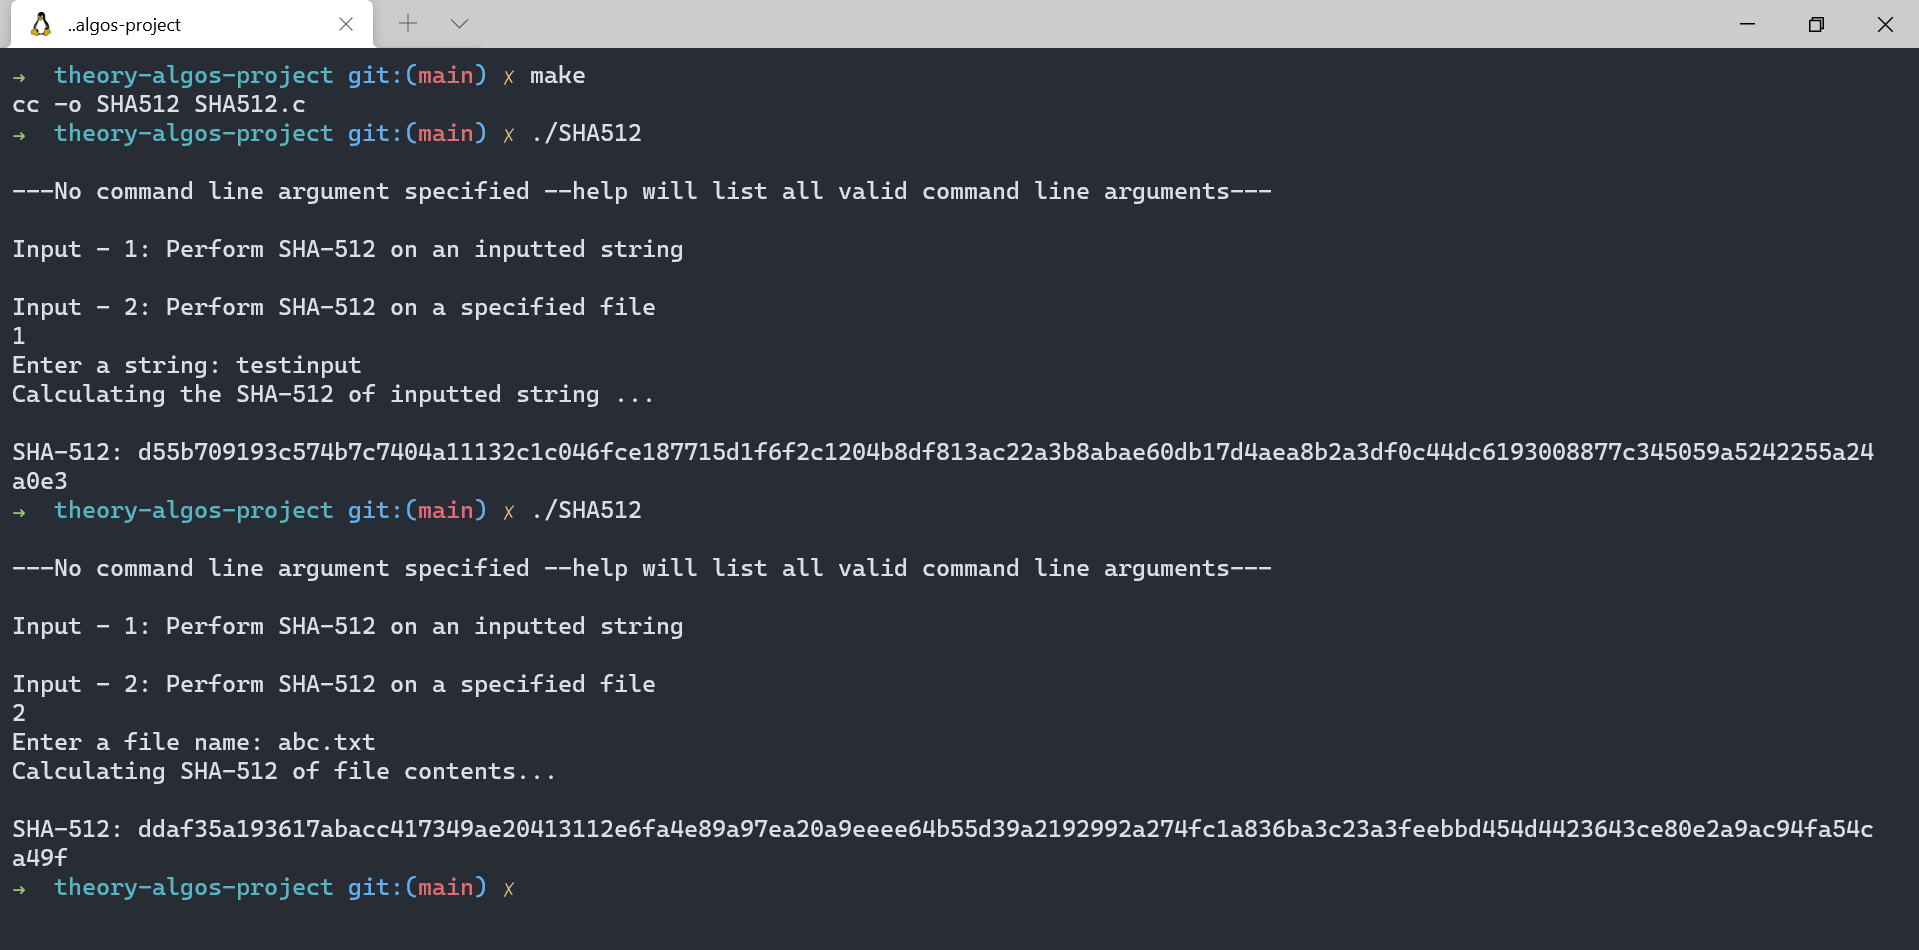 ..algos-project
→ theory-algos-project git:(main) ✗ make
cc -o SHA512 SHA512.c
→ theory-algos-project git:(main) ✗ ./SHA512
---No command line argument specified --help will list all valid command line arguments---
Input - 1: Perform SHA-512 on an inputted string
Input - 2: Perform SHA-512 on a specified file
1
Enter a string: testinput
Calculating the SHA-512 of inputted string ...
SHA-512: d55b709193c574b7c7404a11132c1c046fce187715d1f6f2c1204b8df813ac22a3b8abae60db17d4aea8b2a3df0c44dc6193008877c345059a5242255a24
a0e3
→ theory-algos-project git:(main) ✗ ./SHA512
---No command line argument specified --help will list all valid command line arguments---
Input - 1: Perform SHA-512 on an inputted string
Input - 2: Perform SHA-512 on a specified file
2
Enter a file name: abc.txt
Calculating SHA-512 of file contents...
SHA-512: ddaf35a193617abacc417349ae20413112e6fa4e89a97ea20a9eeee64b55d39a2192992a274fc1a836ba3c23a3feebbd454d4423643ce80e2a9ac94fa54c
a49f
→ theory-algos-project git:(main) ✗